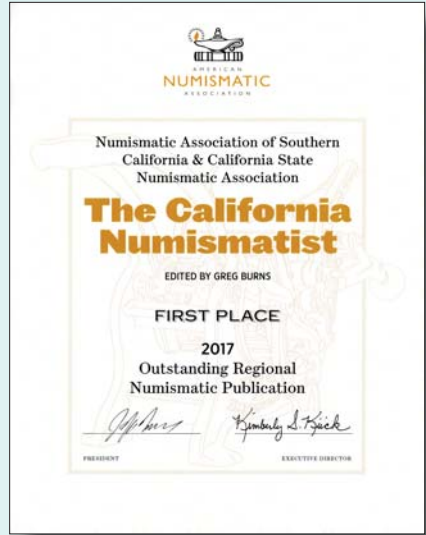 AMERICAN
NUMISMATIC
ASSOCIATION
Numismatic Association of Southern
California & California State
Numismatic Association
The California
Numismatist
EDITED BY GREG BURNS
FIRST PLACE
2017
Outstanding Regional
Numismatic Publication
Kimberly S. Kiick
PRESIDENT
EXECUTIVE DIRECTOR